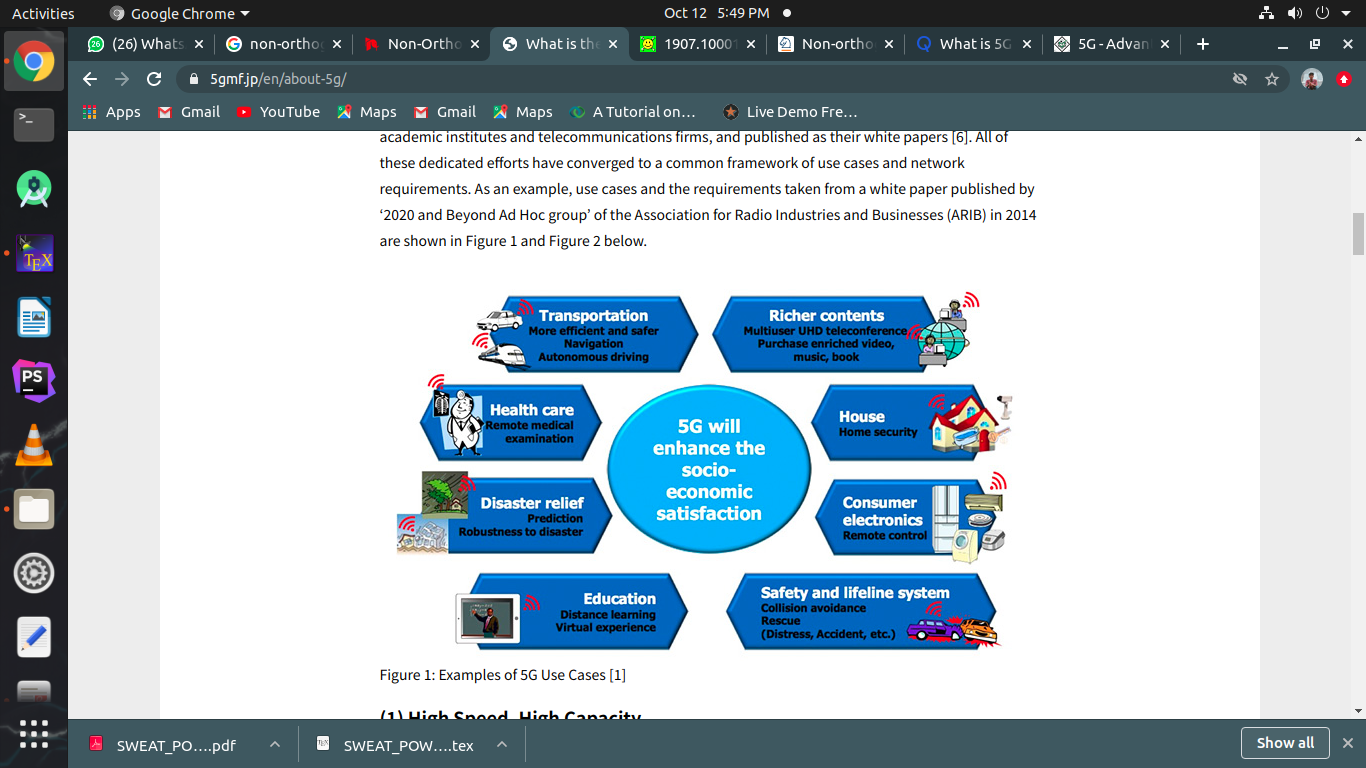 Activities
Google Chrome
Oct 12 5:49 PM
(26) Whats
non-orthog
Non-Ortho
What is the
1907.10001
Non-ortho
What is 5G
5G - Advan
5gmf.jp/en/about-5g/
Apps
Gmail
YouTube
Maps
Gmail
Maps
A Tutorial on...
Live Demo Fre...
academic institutes and telecommunications firms, and published as their white papers [6]. All of
these dedicated efforts have converged to a common framework of use cases and network
requirements. As an example, use cases and the requirements taken from a white paper published by
‘2020 and Beyond Ad Hoc group’ of the Association for Radio Industries and Businesses (ARIB) in 2014
are shown in Figure 1 and Figure 2 below.
Transportation
More efficient and safer
Navigation
Autonomous driving
Richer contents
Multiuser UHD teleconference
Purchase enriched video,
music, book
Health care
Remote medical
examination
5G will
enhance the
socio-
economic
satisfaction
House
Home security
Disaster relief
Prediction
Robustness to disaster
Consumer
electronics
Remote control
Education
Distance learning
Virtual experience
Safety and lifeline system
Collision avoidance
Rescue
(Distress, Accident, etc.)
Figure 1: Examples of 5G Use Cases [1]
(1) High Speed, High Capacity
SWEAT_PO....pdf
SWEAT_POW....tex
Show all